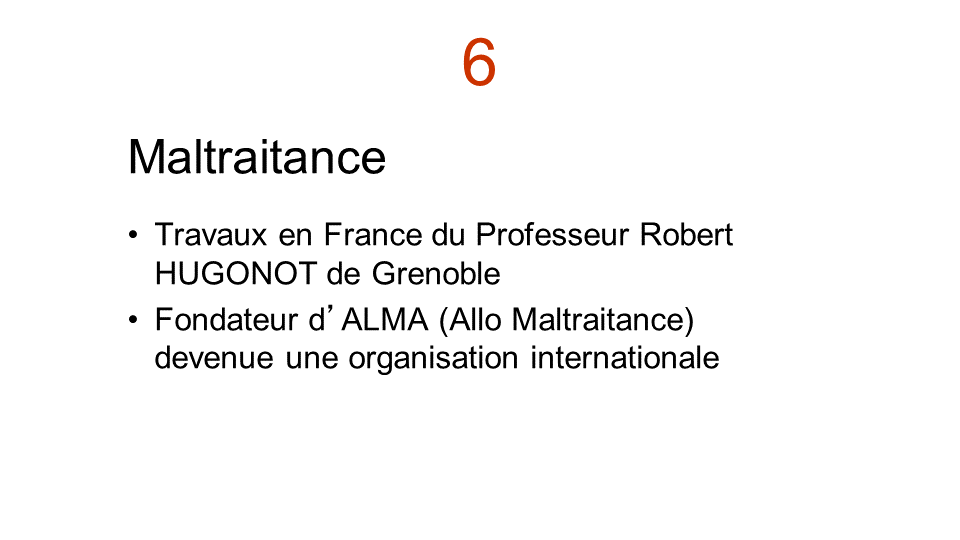 6
Maltraitance
• Travaux en France du Professeur Robert
HUGONOT de Grenoble
• Fondateur d’ALMA (Allo Maltraitance)
devenue une organisation internationale